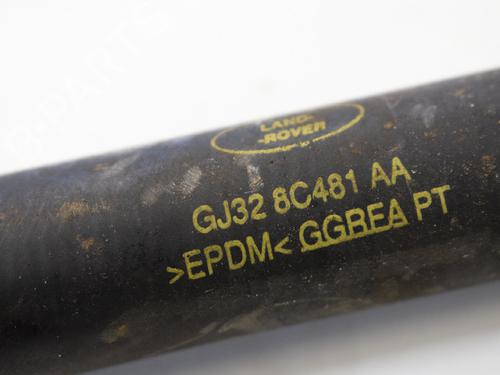 LAND-
-ROVER
GJ32 8C481 AA
>EPDM< GGBEA PT